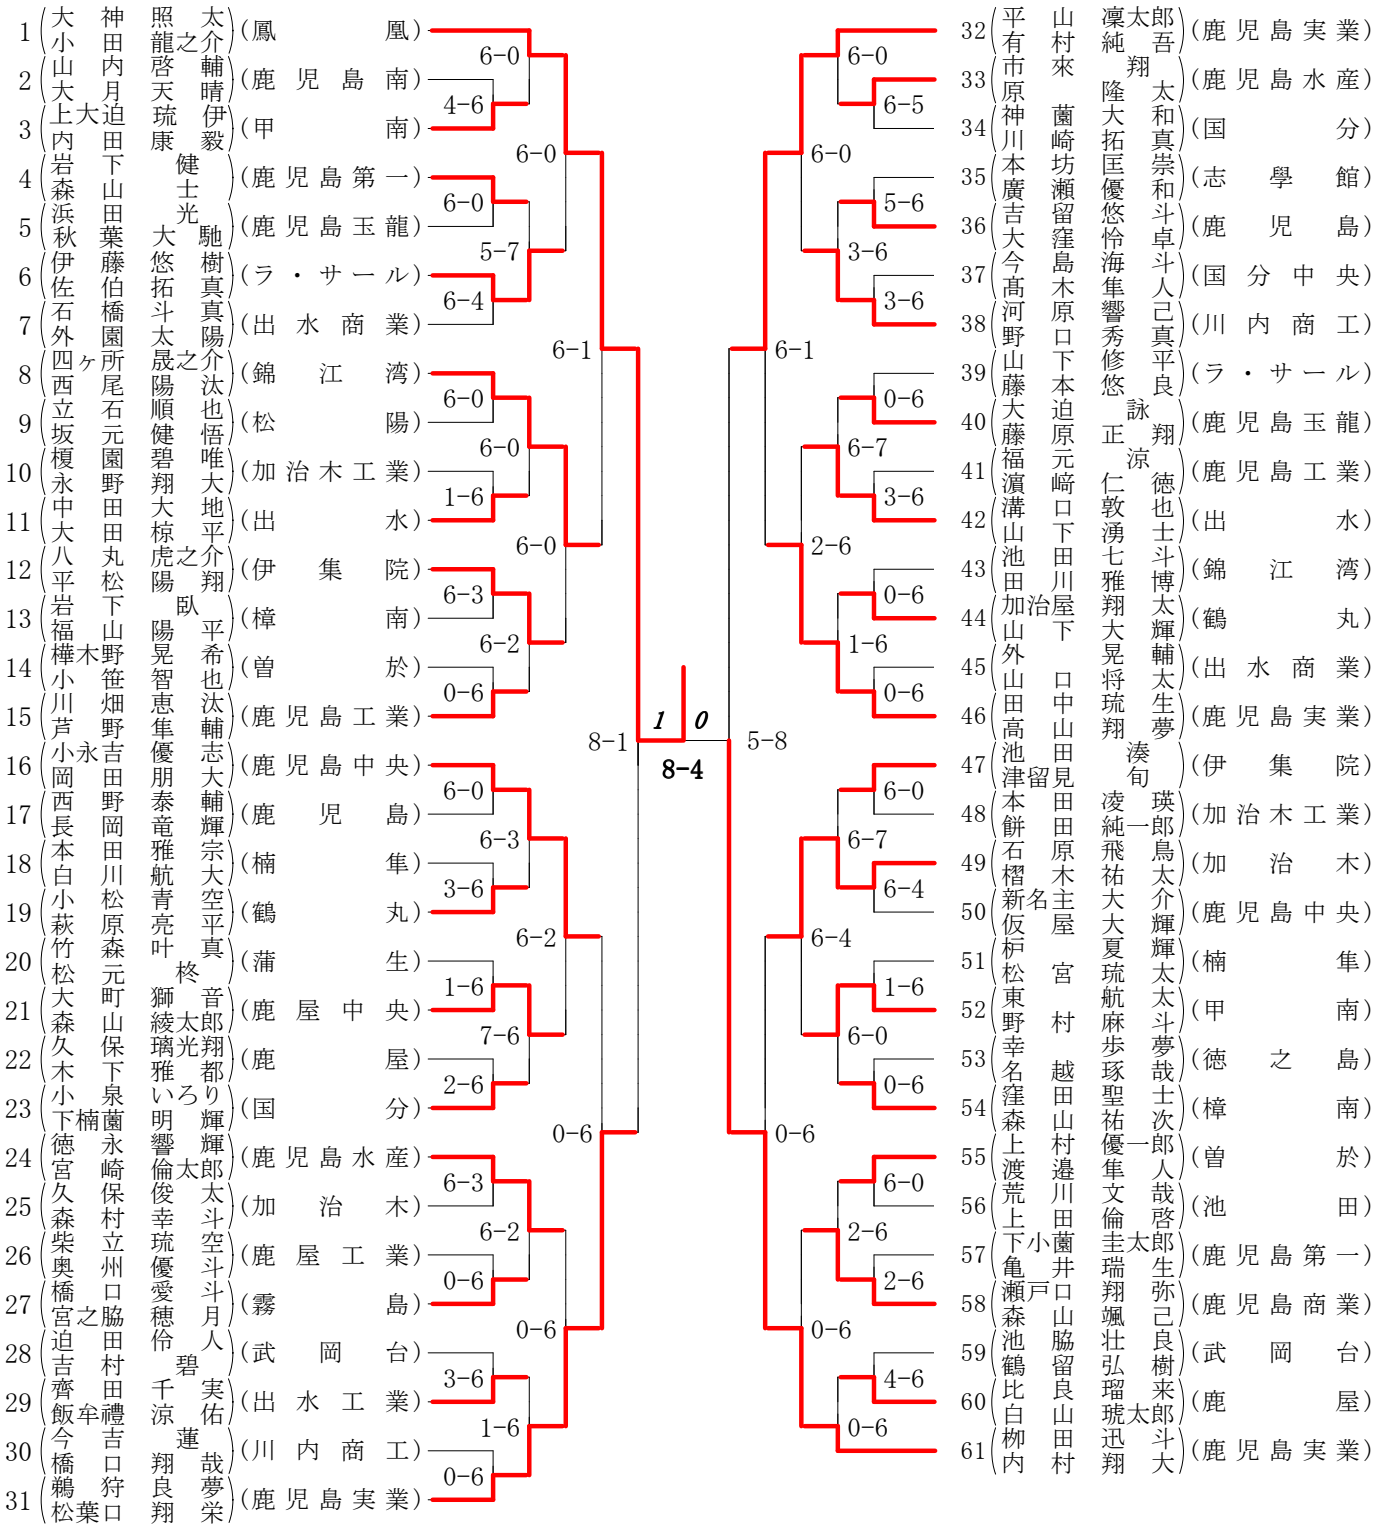 1 大神照太 小田龍之介 (鳳凰)
2 山内啓輔 大月天晴 (鹿児島南)
3 上大迫琉伊 内田康毅 (甲南)
4 岩下健 森山士 (鹿児島第一)
5 浜田光 秋葉大馳 (鹿児島玉龍)
6 伊藤悠樹 佐伯拓真 (ラ・サール)
7 石橋斗真 外園太陽 (出水商業)
8 四ヶ所晟之介 西尾陽汰 (錦江湾)
9 立石順也 坂元健悟 (松陽)
10 榎園碧唯 永野翔大 (加治木工業)
11 中田大地 大田椋平 (出水)
12 八丸虎之介 平松陽翔 (伊集院)
13 岩下臥 福山陽平 (樟南)
14 樺木野晃希 小笹智也 (曽於)
15 川畑恵汰 芦野隼輔 (鹿児島工業)
16 小永吉優志 岡田朋大 (鹿児島中央)
17 西野泰輔 長岡竜輝 (鹿児島)
18 本田雅宗 白川航大 (楠隼)
19 小松青空 萩原亮平 (鶴丸)
20 竹森叶真 松元柊 (蒲生)
21 大町獅音 森山綾太郎 (鹿屋中央)
22 久保璃光翔 木下雅都 (鹿屋)
23 小泉いろり 下楠薗明輝 (国分)
24 徳永響輝 宮崎倫太郎 (鹿児島水産)
25 久保俊太 森村幸斗 (加治木)
26 柴立琉空 奥州優斗 (鹿屋工業)
27 橋口愛斗 宮之脇穂月 (霧島)
28 迫田伶人 吉村碧 (武岡台)
29 齊田千実 飯牟禮涼佑 (出水工業)
30 今吉蓮 橋口翔哉 (川内商工)
31 鵜狩良夢 松葉口翔栄 (鹿児島実業)
6-0
4-6
6-0
6-0
5-7
6-4
6-1
6-0
6-0
1-6
6-0
6-3
6-2
0-6
8-1
6-0
6-3
3-6
6-2
1-6
7-6
2-6
0-6
6-3
6-2
0-6
0-6
3-6
1-6
0-6
1 0
8-4
32 平山凜太郎 有村純吾 (鹿児島実業)
33 市來翔 原隆太 (鹿児島水産)
34 神薗大和 川崎拓真 (国分)
35 本坊匡崇 廣瀬優和 (志學館)
36 吉留悠斗 大窪怜卓 (鹿児島)
37 今島海斗 髙木隼人 (国分中央)
38 河原響己 野口秀真 (川内商工)
39 山下修平 藤本悠良 (ラ・サール)
40 大迫詠 藤原正翔 (鹿児島玉龍)
41 福元涼 濵﨑仁徳 (鹿児島工業)
42 溝口敦也 山下湧士 (出水)
43 池田七斗 田川雅博 (錦江湾)
44 加治屋翔太 山下大輝 (鶴丸)
45 外晃輔 山口将太 (出水商業)
46 田中琉生 高山翔夢 (鹿児島実業)
47 池田湊 津留見旬 (伊集院)
48 本田凌瑛 餅田純一郎 (加治木工業)
49 石原飛鳥 槢木祐太 (加治木)
50 新名主大介 仮屋大輝 (鹿児島中央)
51 枦夏輝 松宮琉太 (楠隼)
52 東航太 野村麻斗 (甲南)
53 幸歩夢 名越琢哉 (徳之島)
54 窪田聖士 森山祐次 (樟南)
55 上村優一郎 渡邉隼人 (曽於)
56 荒川文哉 上田倫啓 (池田)
57 下小薗圭太郎 亀井瑞生 (鹿児島第一)
58 瀬戸口翔弥 森山颯己 (鹿児島商業)
59 池脇壮良 鶴留弘樹 (武岡台)
60 比良瑠来 白山琥太郎 (鹿屋)
61 栁田迅斗 内村翔大 (鹿児島実業)
6-0
6-5
6-0
5-6
3-6
3-6
6-1
0-6
6-7
3-6
2-6
0-6
1-6
0-6
5-8
6-0
6-7
6-4
6-4
1-6
6-0
0-6
0-6
6-0
2-6
2-6
0-6
4-6
0-6